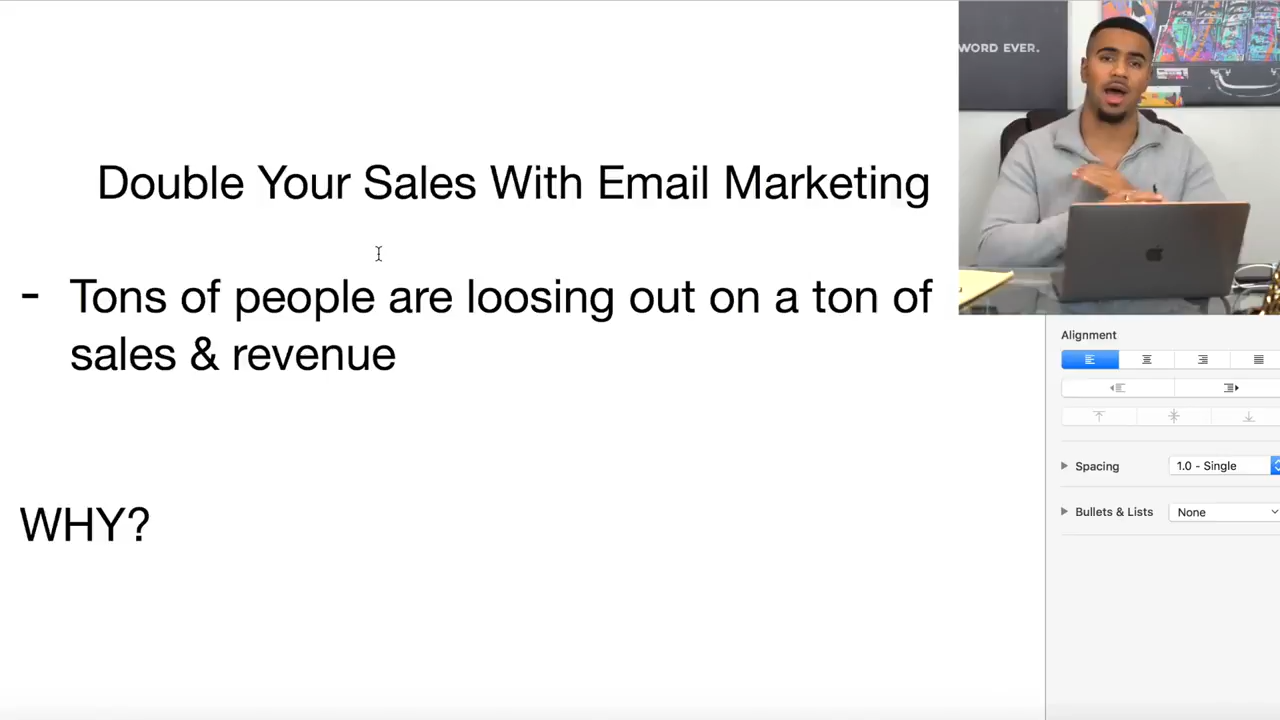 WORD EVER.
Double Your Sales With Email Marketing
- Tons of people are loosing out on a ton of
sales & revenue
WHY?
Alignment
Spacing
1.0 - Single
Bullets & Lists
None